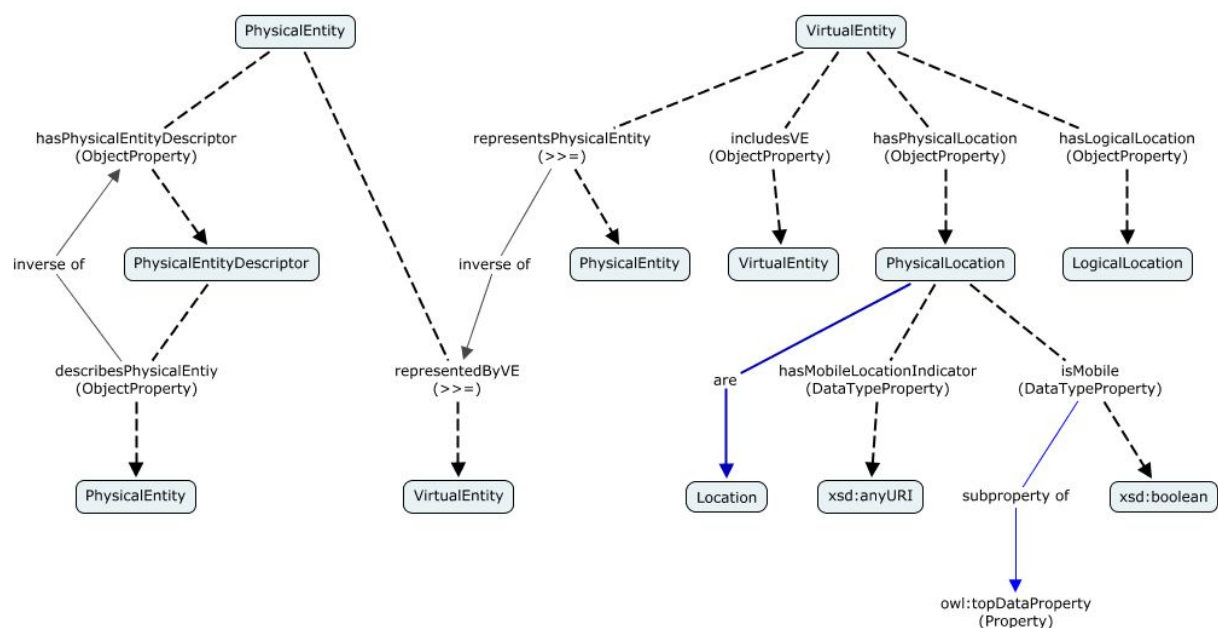 PhysicalEntity
VirtualEntity
hasPhysicalEntityDescriptor
(ObjectProperty)
representsPhysicalEntity
(>>=)
includesVE
(ObjectProperty)
hasPhysicalLocation
(ObjectProperty)
hasLogicalLocation
(ObjectProperty)
inverse of
PhysicalEntityDescriptor
inverse of
PhysicalEntity
VirtualEntity
PhysicalLocation
LogicalLocation
describesPhysicalEntiy
(ObjectProperty)
representedByVE
(>>=)
are
hasMobileLocationIndicator
(DataTypeProperty)
isMobile
(DataTypeProperty)
PhysicalEntity
VirtualEntity
Location
xsd:anyURI
subproperty of
xsd:boolean
owl:topDataProperty
(Property)